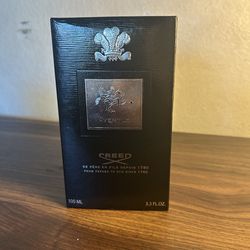 AVENTUS
CREED
DE PÈRE EN FILS DEPUIS 1760
FROM FATHER TO SON SINCE 1760
100 ML
3,3 FL.OZ.